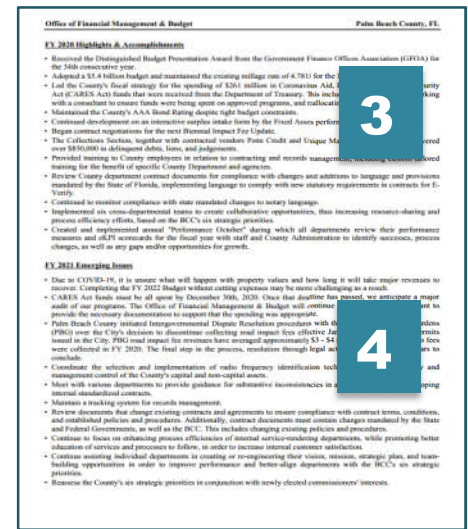 Office of Financial Management & Budget Palm Beach County, FL
FY 2020 Highlights & Accomplishments
• Received the Distinguished Budget Presentation Award from the Government Finance Officers Association (GFOA) for
the 34th consecutive year.
• Adopted a $5.4 billion budget and maintained the existing millage rate of 4.7815 for the
• Led the County's fiscal strategy for the spending of $261 million in Coronavirus Aid, urity
Act (CARES Act) funds that were received from the Department of Treasury. This inclu rking
with a consultant to ensure funds were being spent on approved programs, and reallocatin
• Maintained the County's AAA Bond Rating despite tight budget constraints.
• Continued development on an interactive surplus intake form by the Fixed Assets perform
• Began contract negotiations for the next Biennial Impact Fee Update.
• The Collections Section, together with contracted vendors Penn Credit and Unique Ma vered
over $850,000 in delinquent debts, liens, and judgements.
• Provided training to County employees in relation to contracting and records management, including custom tailored
training for the benefit of specific County Department and agencies.
• Review County department contract documents for compliance with changes and additions to language and provisions
mandated by the State of Florida, implementing language to comply with new statutory requirements in contracts for E-
Verify.
• Continued to monitor compliance with state mandated changes to notary language.
• Implemented six cross-departmental teams to create collaborative opportunities, thus increasing resource-sharing and
process efficiency efforts, based on the BCC's six strategic priorities.
• Created and implemented annual "Performance October" during which all departments review their performance
measures and eKPI scorecards for the fiscal year with staff and County Administration to identify successes, process
changes, as well as any gaps and/or opportunities for growth.
3
FY 2021 Emerging Issues
• Due to COVID-19, it is unsure what will happen with property values and how long it will take major revenues to
recover. Completing the FY 2022 Budget without cutting expenses may be more challenging as a result.
• CARES Act funds must be all spent by December 30th, 2020. Once that deadline has passed, we anticipate a major
audit of our programs. The Office of Financial Management & Budget will continue nt to
provide the necessary documentation to support that the spending was appropriate.
• Palm Beach County initiated Intergovernmental Dispute Resolution procedures with th rdens
(PBG) over the City's decision to discontinue collecting road impact fees effective Jan rmits
issued in the City. PBG road impact fee revenues have averaged approximately $3 - $4 o fees
were collected in FY 2020. The final step in the process, resolution through legal act ars to
conclude.
• Coordinate the selection and implementation of radio frequency identification tech y and
management control of the County's capital and non-capital assets.
• Meet with various departments to provide guidance for substantive inconsistencies in a oping
internal standardized contracts.
• Maintain a tracking system for records management.
• Review documents that change existing contracts and agreements to ensure compliance with contract terms, conditions,
and established policies and procedures. Additionally, contract documents must contain changes mandated by the State
and Federal Governments, as well as the BCC. This includes changing existing policies and procedures.
• Continue to focus on enhancing process efficiencies of internal service-rendering departments, while promoting better
education of services and processes to follow, in order to increase internal customer satisfaction.
• Continue assisting individual departments in creating or re-engineering their vision, mission, strategic plan, and team-
building opportunities in order to improve performance and better-align departments with the BCC's six strategic
priorities.
• Reassess the County's six strategic priorities in conjunction with newly elected commissioners' interests.
4